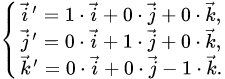 i⃗ ′ = 1 · i⃗ + 0 · j⃗ + 0 · k⃗,
j⃗ ′ = 0 · i⃗ + 1 · j⃗ + 0 · k⃗,
k⃗ ′ = 0 · i⃗ + 0 · j⃗ − 1 · k⃗.